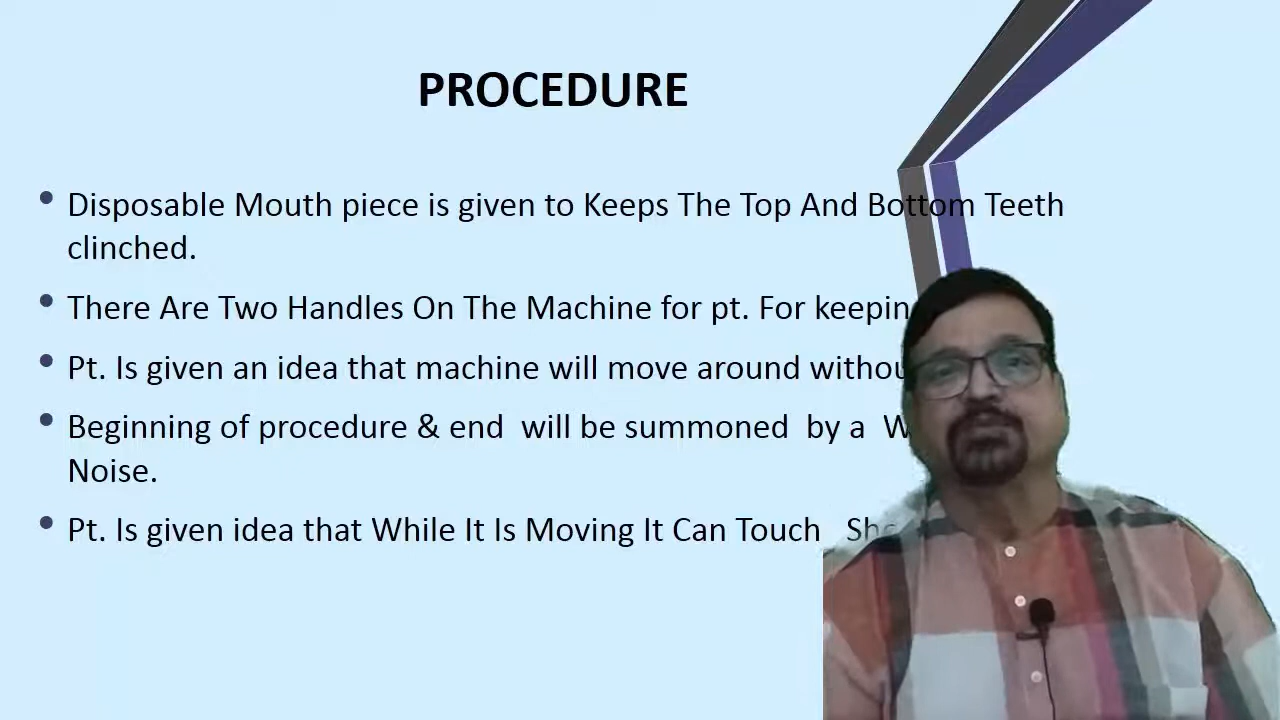 PROCEDURE
Disposable Mouth piece is given to Keeps The Top And Bottom Teeth
clinched.
There Are Two Handles On The Machine for pt. For
Pt. Is given an idea that machine will move around
Beginning of procedure & end will be summoned by a
Noise.
Pt. Is given idea that While It Is Moving It Can Touch